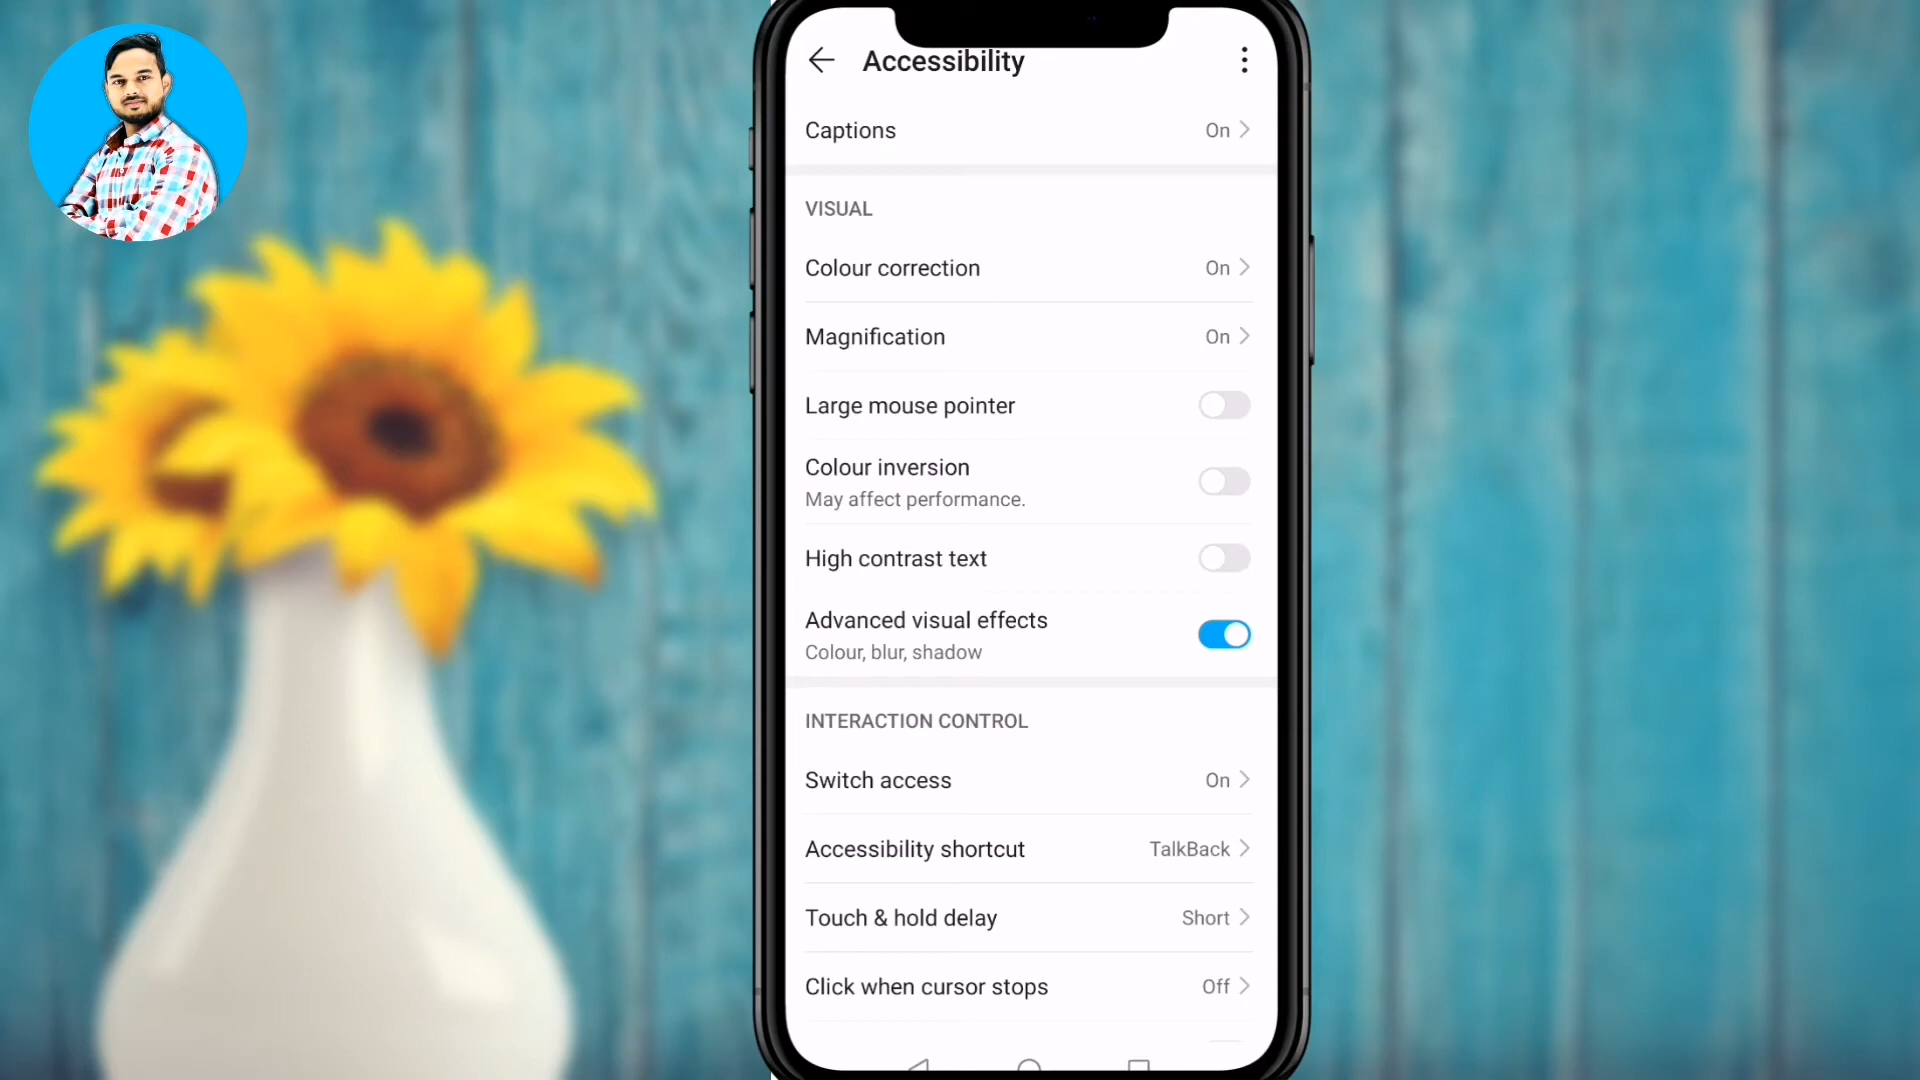 Accessibility
Captions On
VISUAL
Colour correction On
Magnification On
Large mouse pointer
Colour inversion
May affect performance.
High contrast text
Advanced visual effects
Colour, blur, shadow
INTERACTION CONTROL
Switch access On
Accessibility shortcut TalkBack
Touch & hold delay Short
Click when cursor stops Off